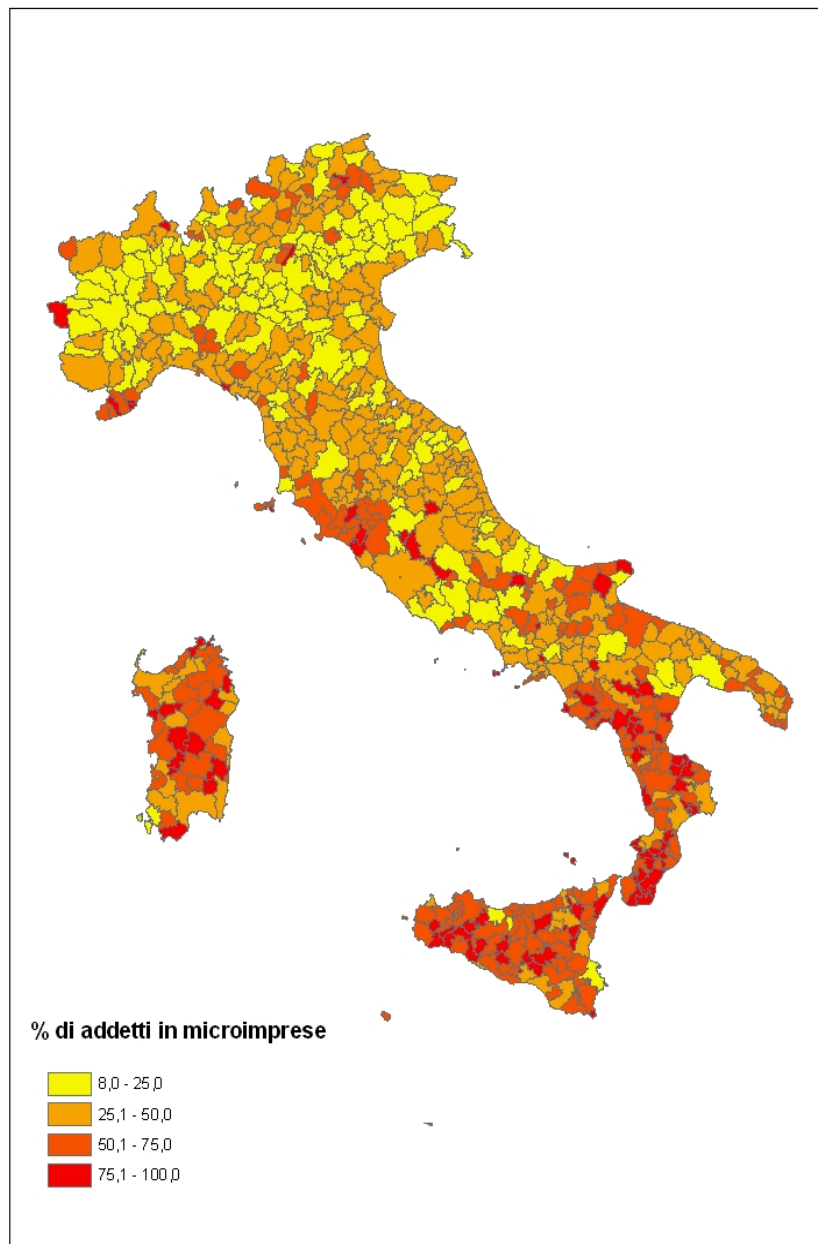 % di addetti in microimprese
8,0 - 25,0
25,1 - 50,0
50,1 - 75,0
75,1 - 100,0